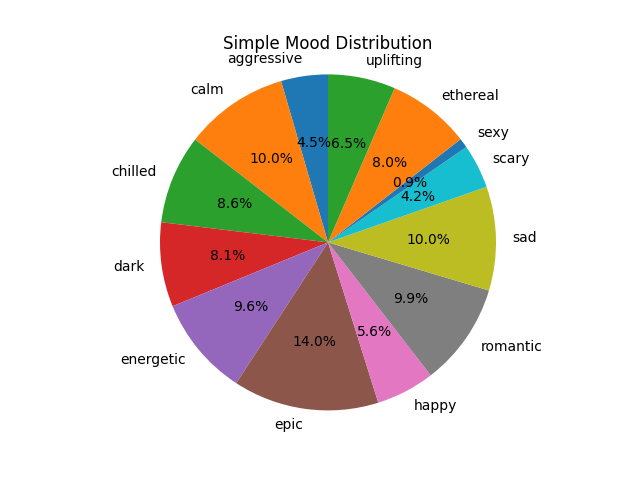 Simple Mood Distribution
aggressive
uplifting
calm
ethereal
sexy
scary
chilled
sad
dark
energetic
romantic
epic
happy
4.5%
6.5%
10.0%
8.0%
0.9%
4.2%
8.6%
10.0%
8.1%
9.6%
9.9%
14.0%
5.6%